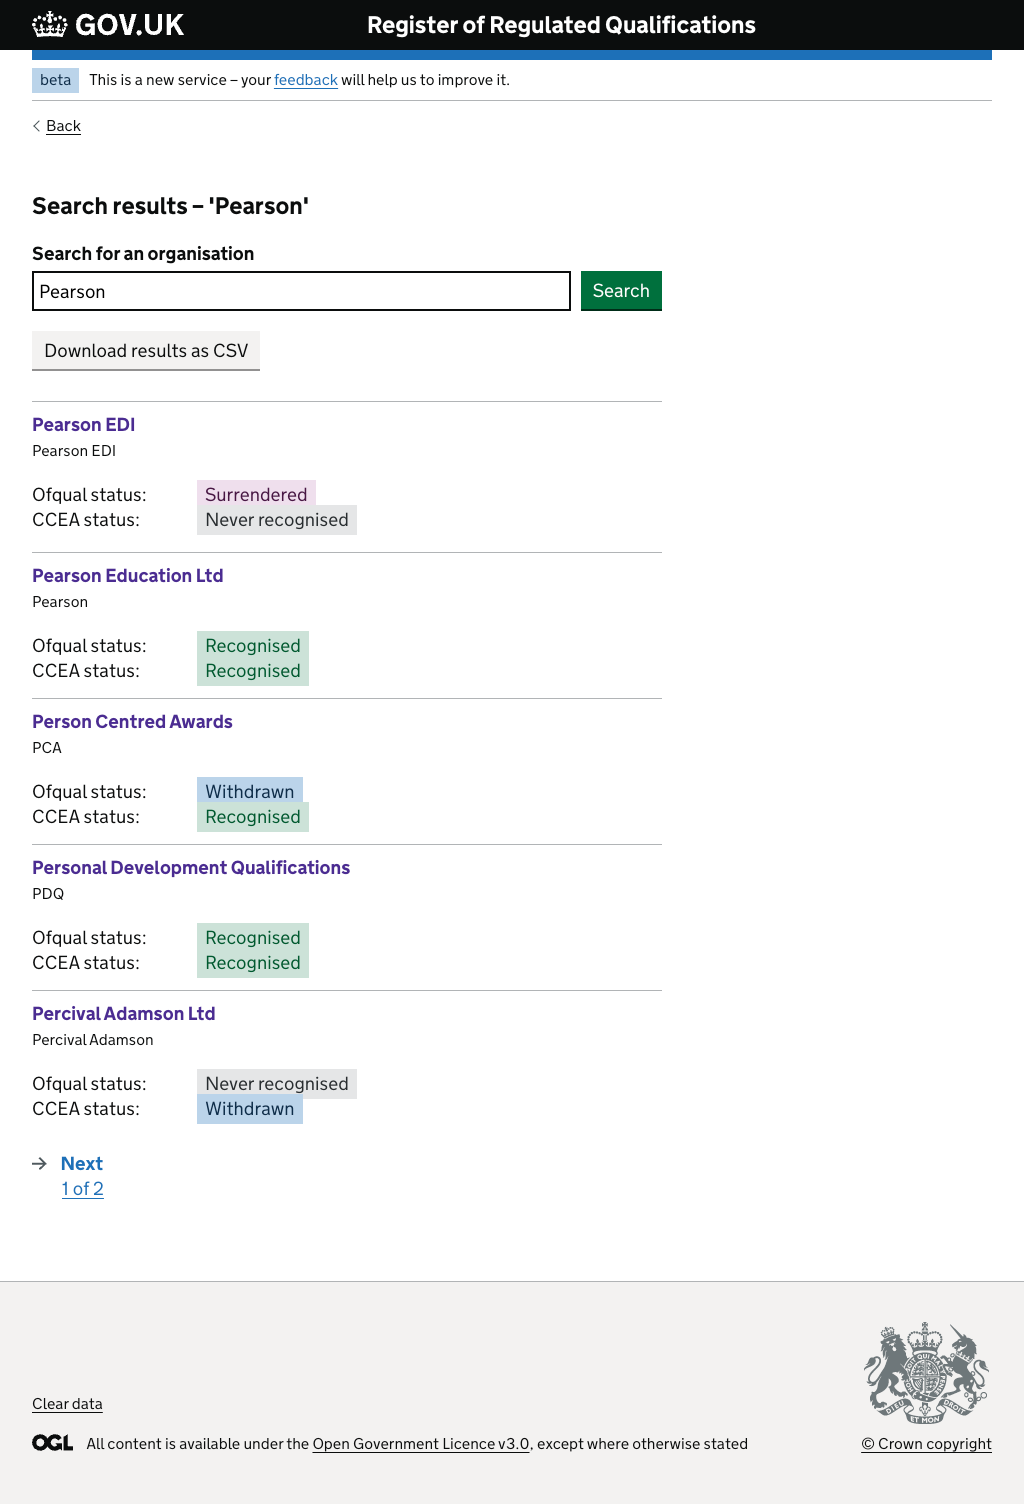 GOV.UK
Register of Regulated Qualifications
beta This is a new service – your feedback will help us to improve it.
Back
Search results – 'Pearson'
Search for an organisation
Pearson
Search
Download results as CSV
Pearson EDI
Pearson EDI
Ofqual status: Surrendered
CCEA status: Never recognised
Pearson Education Ltd
Pearson
Ofqual status: Recognised
CCEA status: Recognised
Person Centred Awards
PCA
Ofqual status: Withdrawn
CCEA status: Recognised
Personal Development Qualifications
PDQ
Ofqual status: Recognised
CCEA status: Recognised
Percival Adamson Ltd
Percival Adamson
Ofqual status: Never recognised
CCEA status: Withdrawn
Next
1 of 2
DIEU ET MON DROIT
Clear data
OGL All content is available under the Open Government Licence v3.0, except where otherwise stated
© Crown copyright